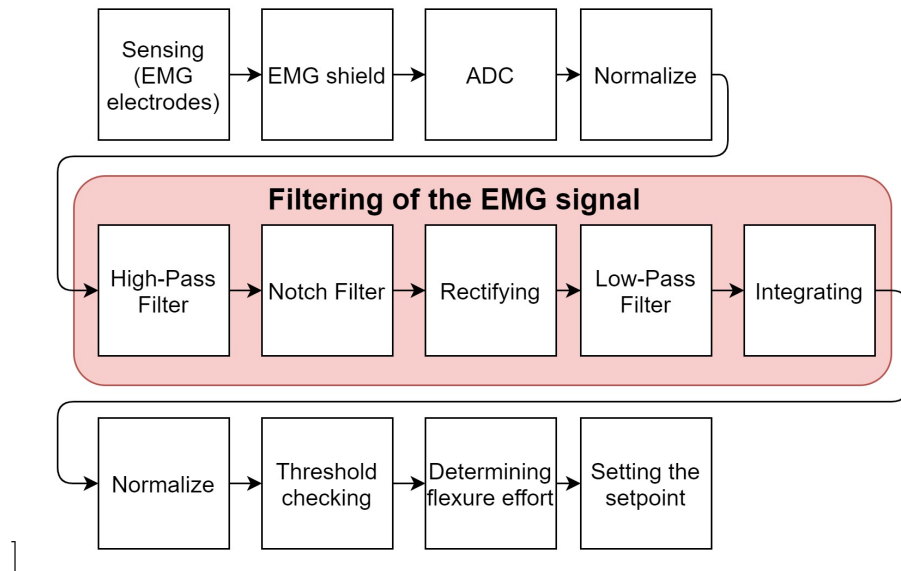 Sensing
(EMG
electrodes)
EMG shield
ADC
Normalize
Filtering of the EMG signal
High-Pass
Filter
Notch Filter
Rectifying
Low-Pass
Filter
Integrating
Normalize
Threshold
checking
Determining
flexure effort
Setting the
setpoint
]